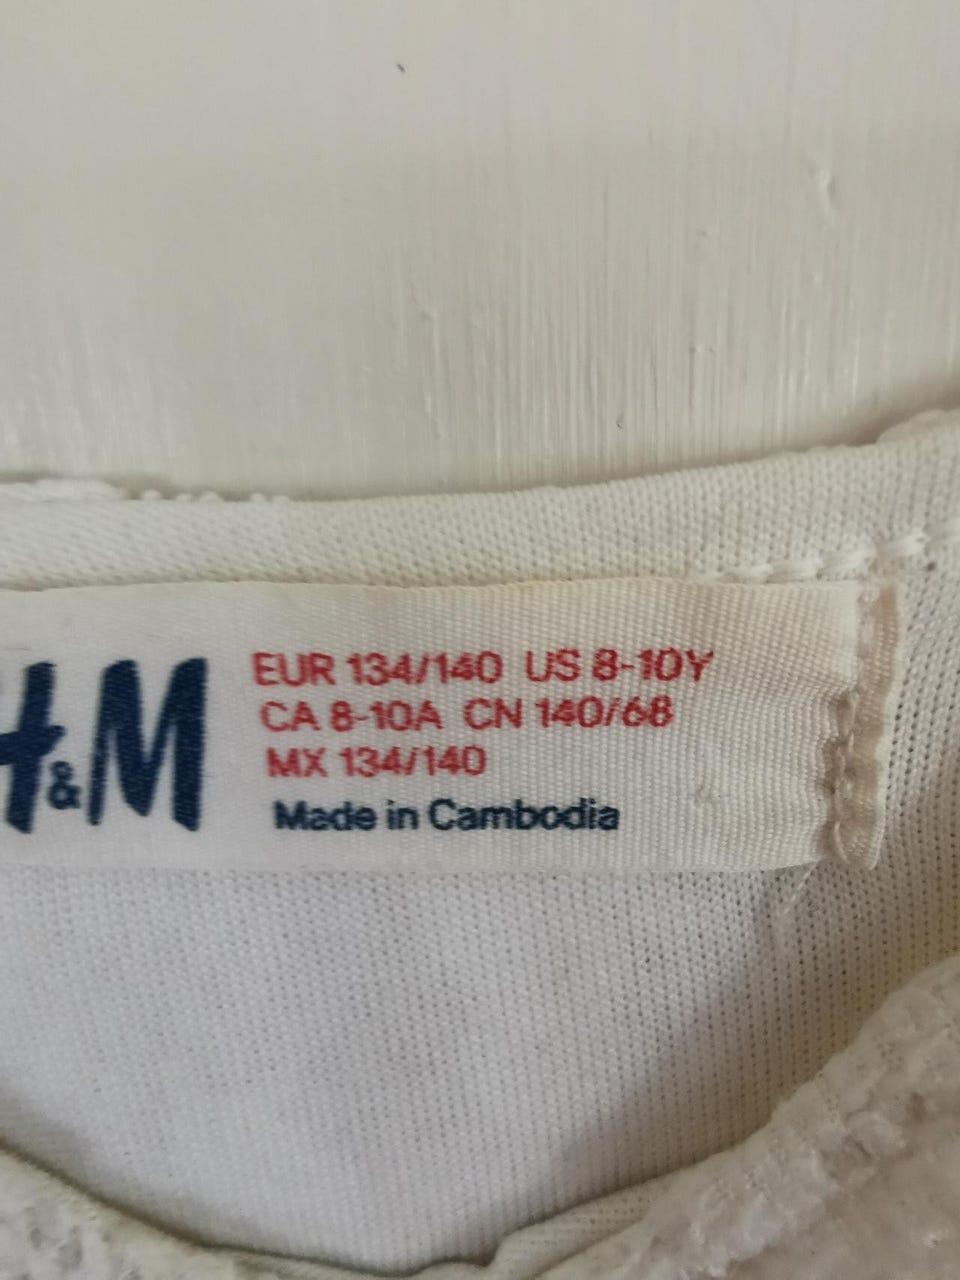 H&M
EUR 134/140 US 8-10Y
CA 8-10A CN 140/68
MX 134/140
Made in Cambodia